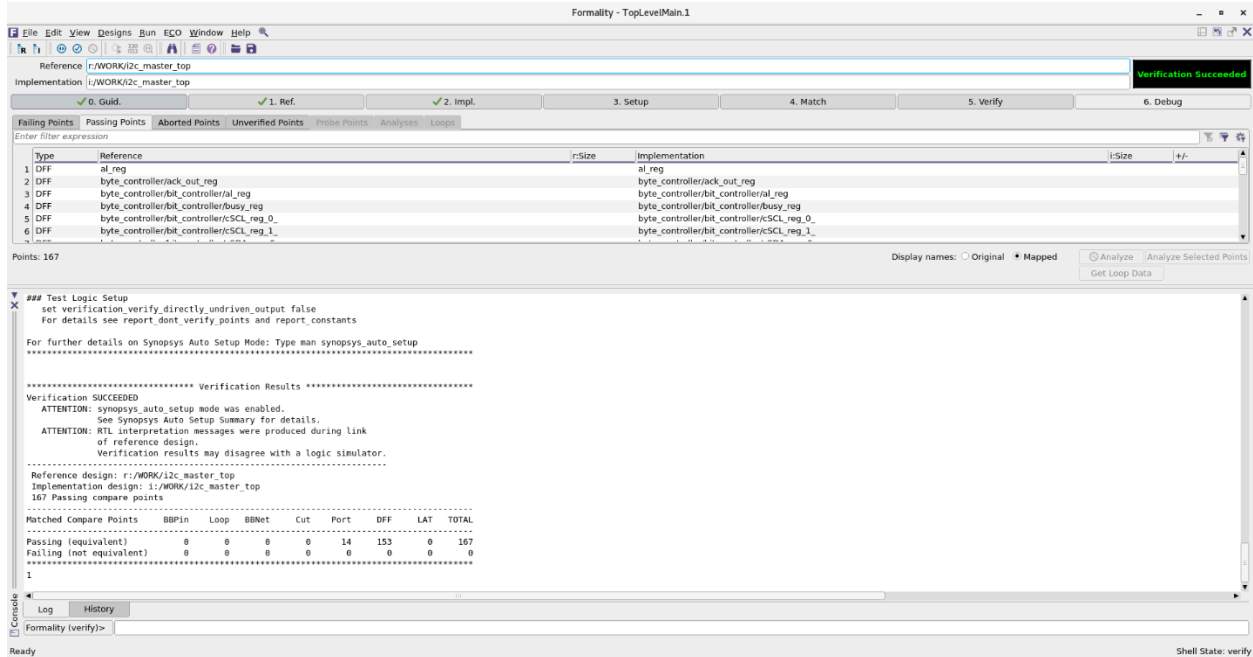 Formality - TopLevelMain.1
File Edit View Designs Run ECO Window Help
Reference r:/WORK/i2c_master_top
Verification Succeeded
Implementation i:/WORK/i2c_master_top
0. Guid. 1. Ref. 2. Impl. 3. Setup 4. Match 5. Verify 6. Debug
Failing Points Passing Points Aborted Points Unverified Points Probe Points Analyses Loops
Enter filter expression
Type Reference r:Size Implementation i:Size +/-
1 DFF al_reg al_reg
2 DFF byte_controller/ack_out_reg byte_controller/ack_out_reg
3 DFF byte_controller/bit_controller/al_reg byte_controller/bit_controller/al_reg
4 DFF byte_controller/bit_controller/busy_reg byte_controller/bit_controller/busy_reg
5 DFF byte_controller/bit_controller/cSCL_reg_0_ byte_controller/bit_controller/cSCL_reg_0_
6 DFF byte_controller/bit_controller/cSCL_reg_1_ byte_controller/bit_controller/cSCL_reg_1_
Points: 167 Display names: Original Mapped Analyze Analyze Selected Points
Get Loop Data
### Test Logic Setup
set verification_verify_directly_undriven_output false
For details see report_dont_verify_points and report_constants
For further details on Synopsys Auto Setup Mode: Type man synopsys_auto_setup
****************************************************************************************
********************************* Verification Results *********************************
Verification SUCCEEDED
ATTENTION: synopsys_auto_setup mode was enabled.
See Synopsys Auto Setup Summary for details.
ATTENTION: RTL interpretation messages were produced during link
of reference design.
Verification results may disagree with a logic simulator.
-----------------------------------------------------------------------
Reference design: r:/WORK/i2c_master_top
Implementation design: i:/WORK/i2c_master_top
167 Passing compare points
----------------------------------------------------------------------------------------
Matched Compare Points BBPin Loop BBNet Cut Port DFF LAT TOTAL
----------------------------------------------------------------------------------------
Passing (equivalent) 0 0 0 0 14 153 0 167
Failing (not equivalent) 0 0 0 0 0 0 0 0
****************************************************************************************
1
Console
Log History
Formality (verify)>
Ready Shell State: verify